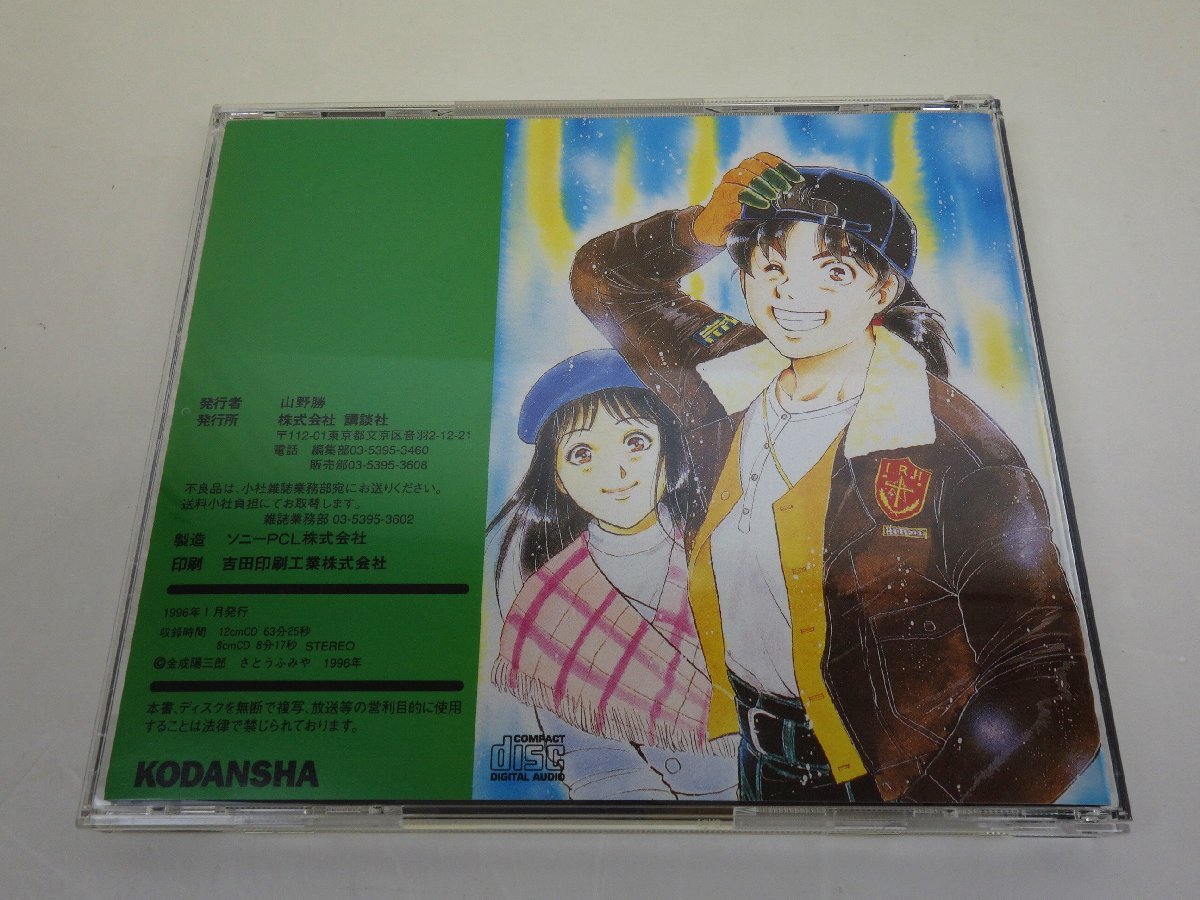 発行者 山野勝
発行所 株式会社 講談社
〒112-01東京都文京区音羽2-12-21
電話 編集部03-5395-3460
販売部03-5395-3608
不良品は、小社雑誌業務部宛にお送りください。
送料小社負担にてお取替します。
雑誌業務部 03-5395-3602
製造 ソニーPCL株式会社
印刷 吉田印刷工業株式会社
1996年1月発行
収録時間 12cmCD 63分25秒
8cmCD 8分17秒 STEREO
©金成陽三郎 さとうふみや 1996年
本書、ディスクを無断で複写、放送等の営利目的に使用
することは法律で禁じられております。
KODANSHA
COMPACT
disc
DIGITAL AUDIO